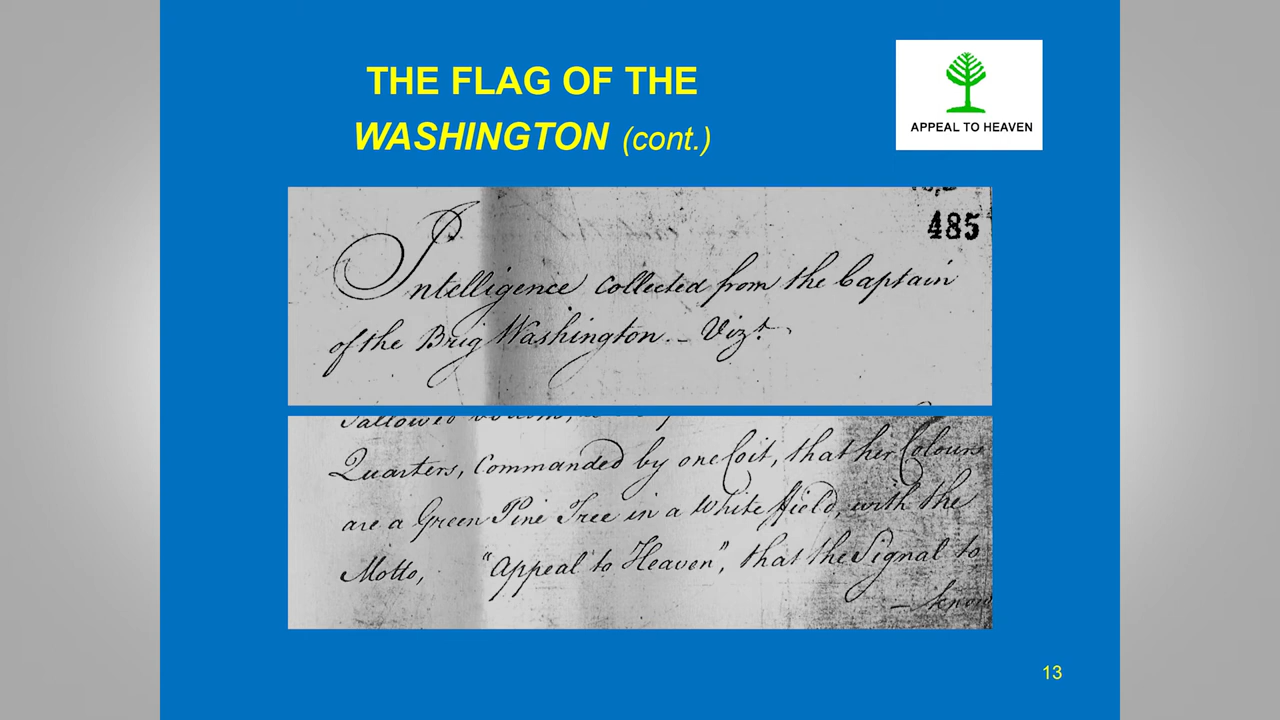 THE FLAG OF THE
WASHINGTON (cont.)
APPEAL TO HEAVEN
485
Intelligence collected from the Captain
of the Brig Washington. – Vizt.
Quarters, commanded by one Coit, that her Colours
are a Green Pine Tree in a White ffield, with the
Motto, "Appeal to Heaven", that the Signal to
13